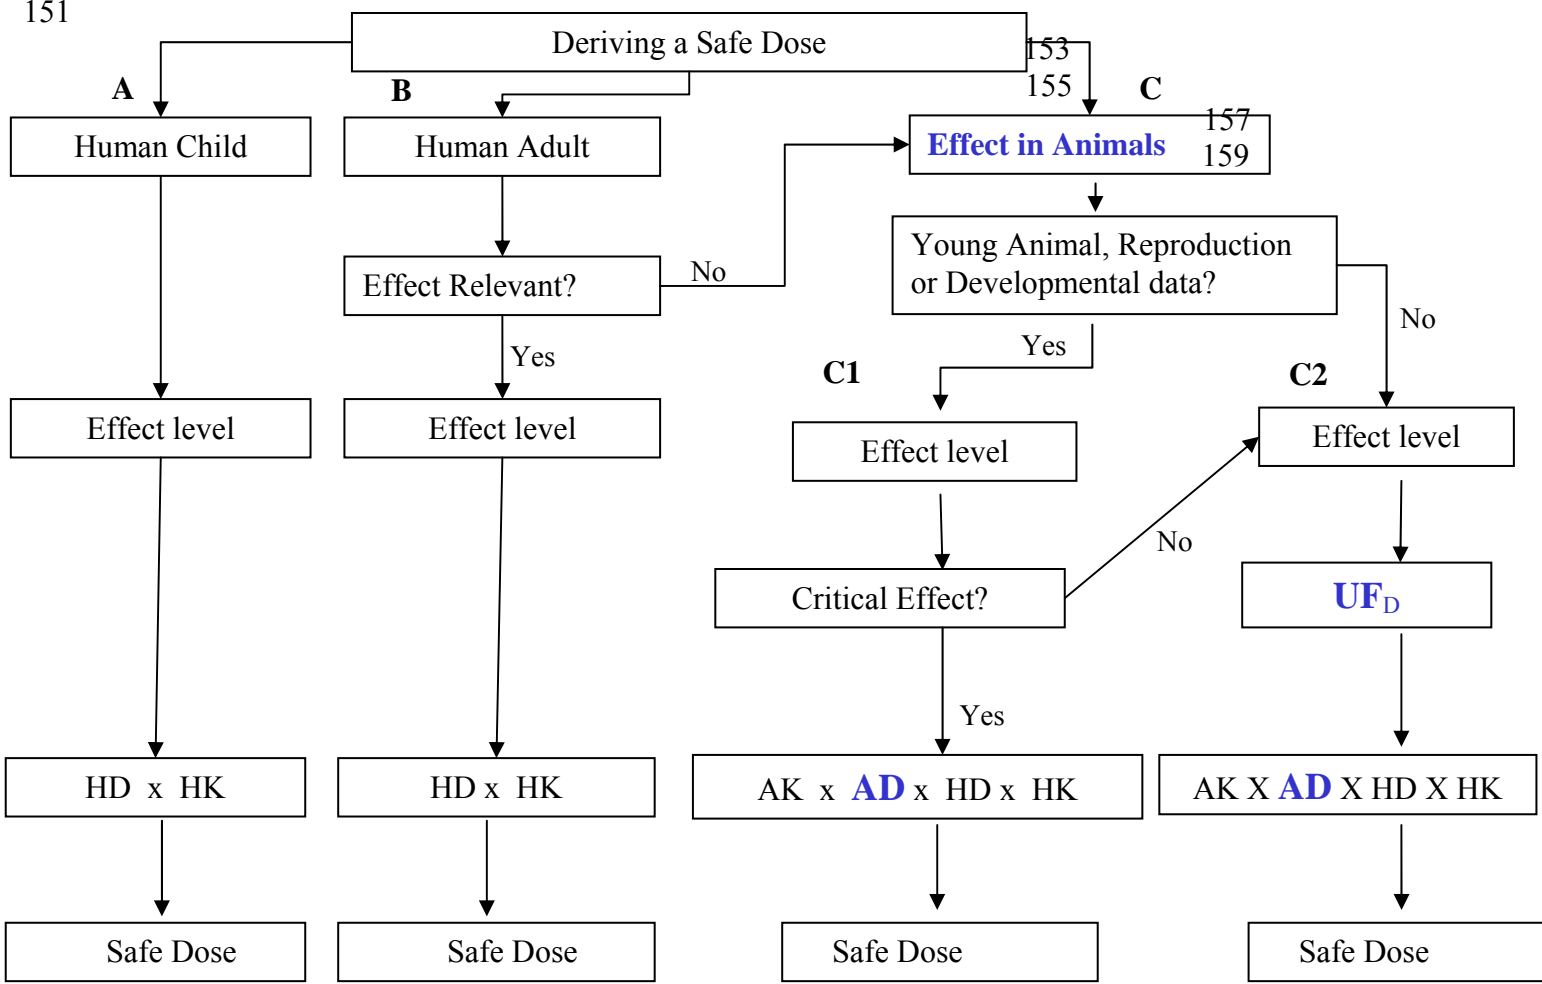 151
Deriving a Safe Dose
153
155
A
B
C
157
159
Human Child
Human Adult
Effect in Animals
Young Animal, Reproduction
or Developmental data?
Effect Relevant?
No
No
Yes
Yes
C1
C2
Effect level
Effect level
Effect level
Effect level
No
Critical Effect?
UFD
Yes
HD x HK
HD x HK
AK x AD x HD x HK
AK X AD X HD X HK
Safe Dose
Safe Dose
Safe Dose
Safe Dose